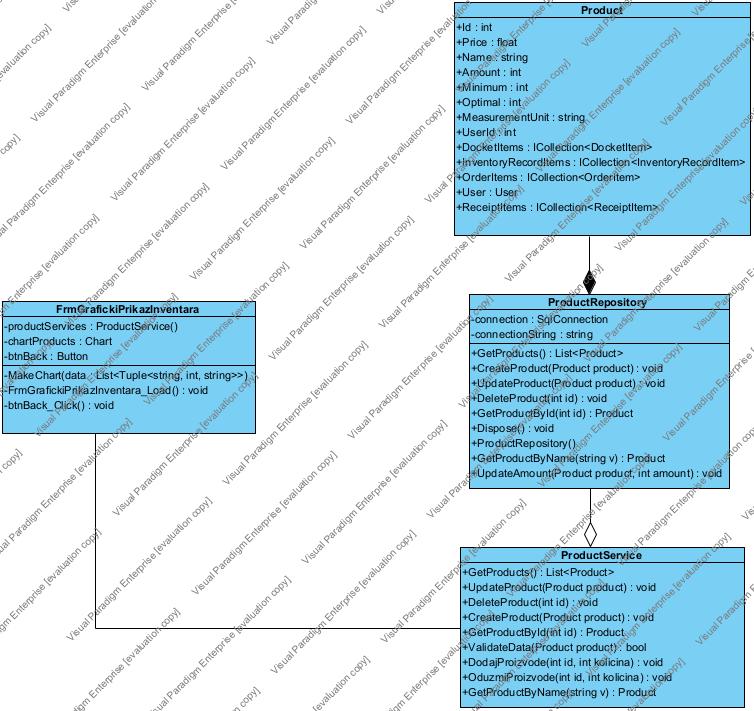 Product
+Id : int
+Price : float
+Name : string
+Amount : int
+Minimum : int
+Optimal : int
+MeasurementUnit : string
+UserId : int
+DocketItems : ICollection<DocketItem>
+InventoryRecordItems : ICollection<InventoryRecordItem>
+OrderItems : ICollection<OrderItem>
+User : User
+ReceiptItems : ICollection<ReceiptItem>
FrmGrafickiPrikazInventara
-productServices : ProductService()
-chartProducts : Chart
-btnBack : Button
-MakeChart(data : List<Tuple<string, int, string>>)
-FrmGrafickiPrikazInventara_Load() : void
-btnBack_Click() : void
ProductRepository
-connection : SqlConnection
-connectionString : string
+GetProducts() : List<Product>
+CreateProduct(Product product) : void
+UpdateProduct(Product product) : void
+DeleteProduct(int id) : void
+GetProductById(int id) : Product
+Dispose() : void
+ProductRepository()
+GetProductByName(string v) : Product
+UpdateAmount(Product product, int amount) : void
ProductService
+GetProducts() : List<Product>
+UpdateProduct(Product product) : void
+DeleteProduct(int id) : void
+CreateProduct(Product product) : void
+GetProductById(int id) : Product
+ValidateData(Product product) : bool
+DodajProizvode(int id, int kolicina) : void
+OduzmiProizvode(int id, int kolicina) : void
+GetProductByName(string v) : Product
Visual Paradigm Enterprise [evaluation copy]